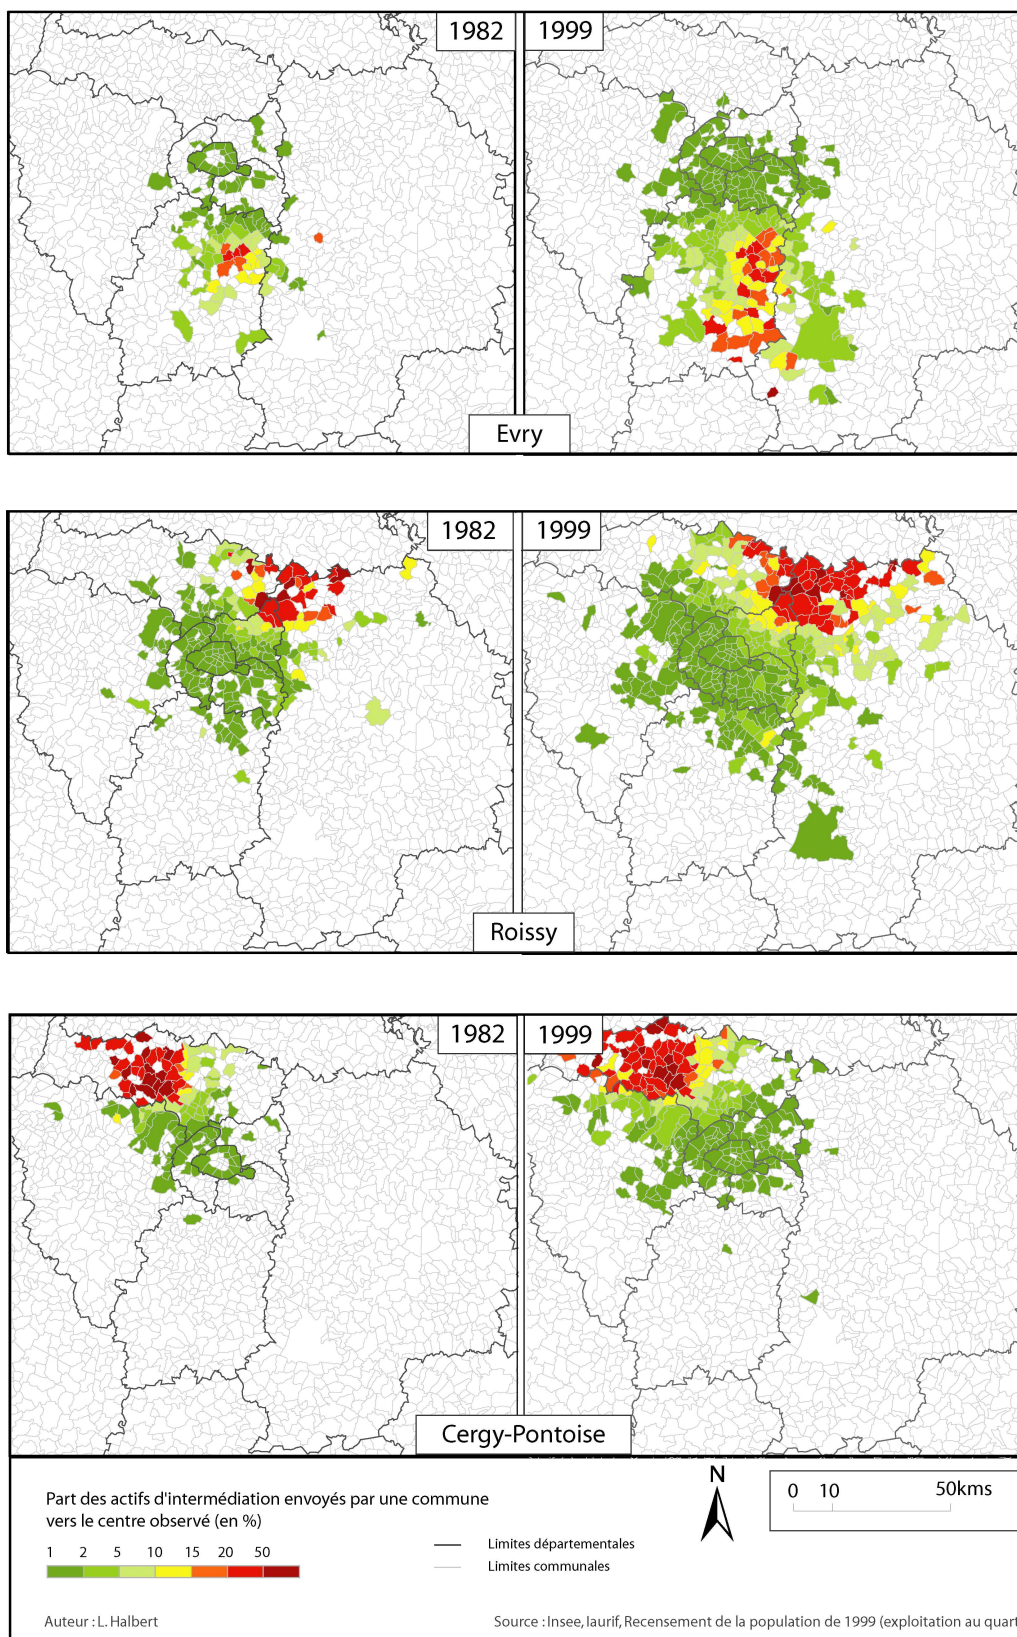 1982
1999
Evry
1982
1999
Roissy
1982
1999
Cergy-Pontoise
Part des actifs d'intermédiation envoyés par une commune
vers le centre observé (en %)
1 2 5 10 15 20 50
Limites départementales
Limites communales
N
0 10 50kms
Auteur : L. Halbert
Source : Insee, Iaurif, Recensement de la population de 1999 (exploitation au quart